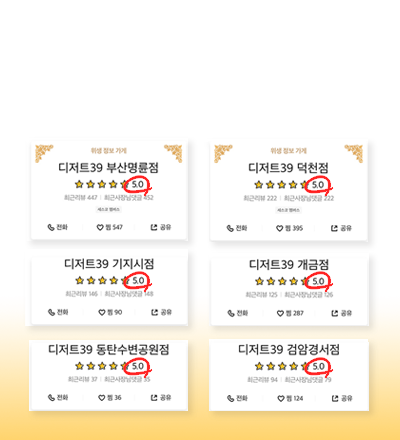 위생 정보 가게
디저트39 부산명륜점
5.0
최근리뷰 447 최근사장님댓글 452
세스코 멤버스
전화 찜 547 공유
위생 정보 가게
디저트39 덕천점
5.0
최근리뷰 222 최근사장님댓글 222
세스코 멤버스
전화 찜 395 공유
디저트39 기지시점
5.0
최근리뷰 146 최근사장님댓글 148
전화 찜 90 공유
디저트39 개금점
5.0
최근리뷰 125 최근사장님댓글 126
전화 찜 287 공유
디저트39 동탄수변공원점
5.0
최근리뷰 37 최근사장님댓글 35
전화 찜 36 공유
디저트39 검암경서점
5.0
최근리뷰 94 최근사장님댓글 79
전화 찜 124 공유